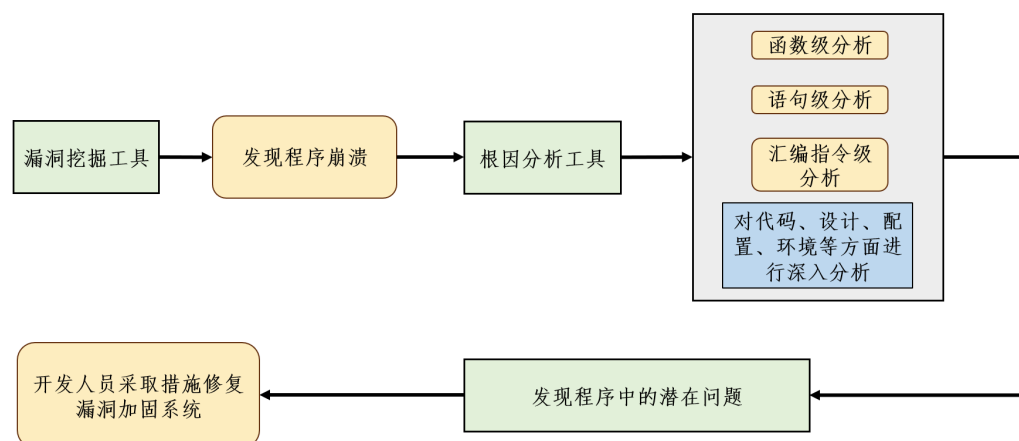 函数级分析
语句级分析
汇编指令级
分析
对代码、设计、配
置、环境等方面进
行深入分析
漏洞挖掘工具
发现程序崩溃
根因分析工具
开发人员采取措施修复
漏洞加固系统
发现程序中的潜在问题